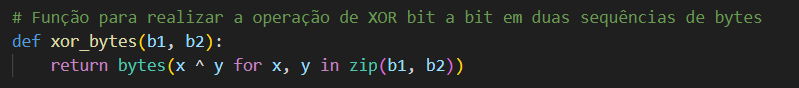 # Função para realizar a operação de XOR bit a bit em duas sequências de bytes
def xor_bytes(b1, b2):
    return bytes(x ^ y for x, y in zip(b1, b2))